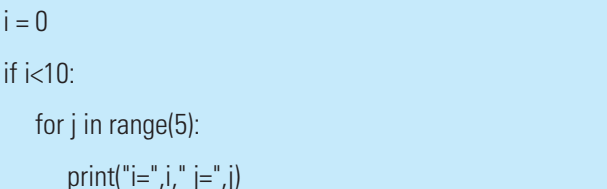 i = 0
if i<10:
for j in range(5):
print("i=",i," j=",j)